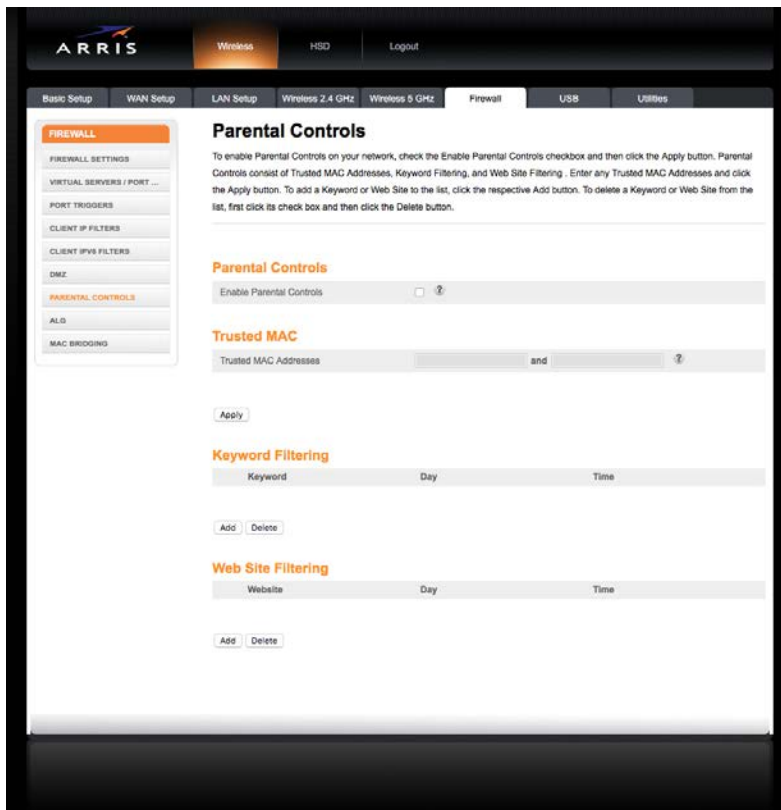 ARRIS
Wireless HSD Logout
Basic Setup WAN Setup LAN Setup Wireless 2.4 GHz Wireless 5 GHz Firewall USB Utilities
FIREWALL
FIREWALL SETTINGS
VIRTUAL SERVERS / PORT ...
PORT TRIGGERS
CLIENT IP FILTERS
CLIENT IPV6 FILTERS
DMZ
PARENTAL CONTROLS
ALG
MAC BRIDGING
Parental Controls
To enable Parental Controls on your network, check the Enable Parental Controls checkbox and then click the Apply button. Parental
Controls consist of Trusted MAC Addresses, Keyword Filtering, and Web Site Filtering . Enter any Trusted MAC Addresses and click
the Apply button. To add a Keyword or Web Site to the list, click the respective Add button. To delete a Keyword or Web Site from the
list, first click its check box and then click the Delete button.
Parental Controls
Enable Parental Controls ?
Trusted MAC
Trusted MAC Addresses and ?
Apply
Keyword Filtering
Keyword Day Time
Add Delete
Web Site Filtering
Website Day Time
Add Delete